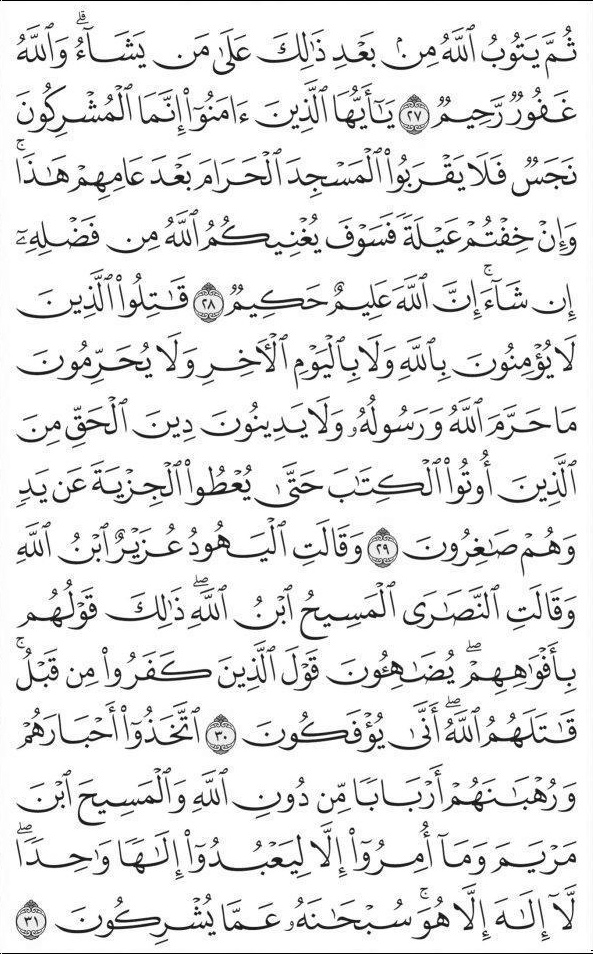 ثُمَّ يَتُوبُ ٱللَّهُ مِنۢ بَعْدِ ذَٰلِكَ عَلَىٰ مَن يَشَآءُۗ وَٱللَّهُ
غَفُورٌ رَّحِيمٌ ٢٧ يَـٰٓأَيُّهَا ٱلَّذِينَ ءَامَنُوٓا۟ إِنَّمَا ٱلْمُشْرِكُونَ
نَجَسٌ فَلَا يَقْرَبُوا۟ ٱلْمَسْجِدَ ٱلْحَرَامَ بَعْدَ عَامِهِمْ هَـٰذَاۚ
وَإِنْ خِفْتُمْ عَيْلَةً فَسَوْفَ يُغْنِيكُمُ ٱللَّهُ مِن فَضْلِهِۦٓ
إِن شَآءَۚ إِنَّ ٱللَّهَ عَلِيمٌ حَكِيمٌ ٢٨ قَـٰتِلُوا۟ ٱلَّذِينَ
لَا يُؤْمِنُونَ بِٱللَّهِ وَلَا بِٱلْيَوْمِ ٱلْـَٔاخِرِ وَلَا يُحَرِّمُونَ
مَا حَرَّمَ ٱللَّهُ وَرَسُولُهُۥ وَلَا يَدِينُونَ دِينَ ٱلْحَقِّ مِنَ
ٱلَّذِينَ أُوتُوا۟ ٱلْكِتَـٰبَ حَتَّىٰ يُعْطُوا۟ ٱلْجِزْيَةَ عَن يَدٍ
وَهُمْ صَـٰغِرُونَ ٢٩ وَقَالَتِ ٱلْيَهُودُ عُزَيْرٌ ٱبْنُ ٱللَّهِ
وَقَالَتِ ٱلنَّصَـٰرَى ٱلْمَسِيحُ ٱبْنُ ٱللَّهِۖ ذَٰلِكَ قَوْلُهُم
بِأَفْوَٰهِهِمْۖ يُضَـٰهِـُٔونَ قَوْلَ ٱلَّذِينَ كَفَرُوا۟ مِن قَبْلُۚ
قَـٰتَلَهُمُ ٱللَّهُۖ أَنَّىٰ يُؤْفَكُونَ ٣٠ ٱتَّخَذُوٓا۟ أَحْبَارَهُمْ
وَرُهْبَـٰنَهُمْ أَرْبَابًا مِّن دُونِ ٱللَّهِ وَٱلْمَسِيحَ ٱبْنَ
مَرْيَمَ وَمَآ أُمِرُوٓا۟ إِلَّا لِيَعْبُدُوٓا۟ إِلَـٰهًا وَٰحِدًاۖ
لَّآ إِلَـٰهَ إِلَّا هُوَۚ سُبْحَـٰنَهُۥ عَمَّا يُشْرِكُونَ ٣١